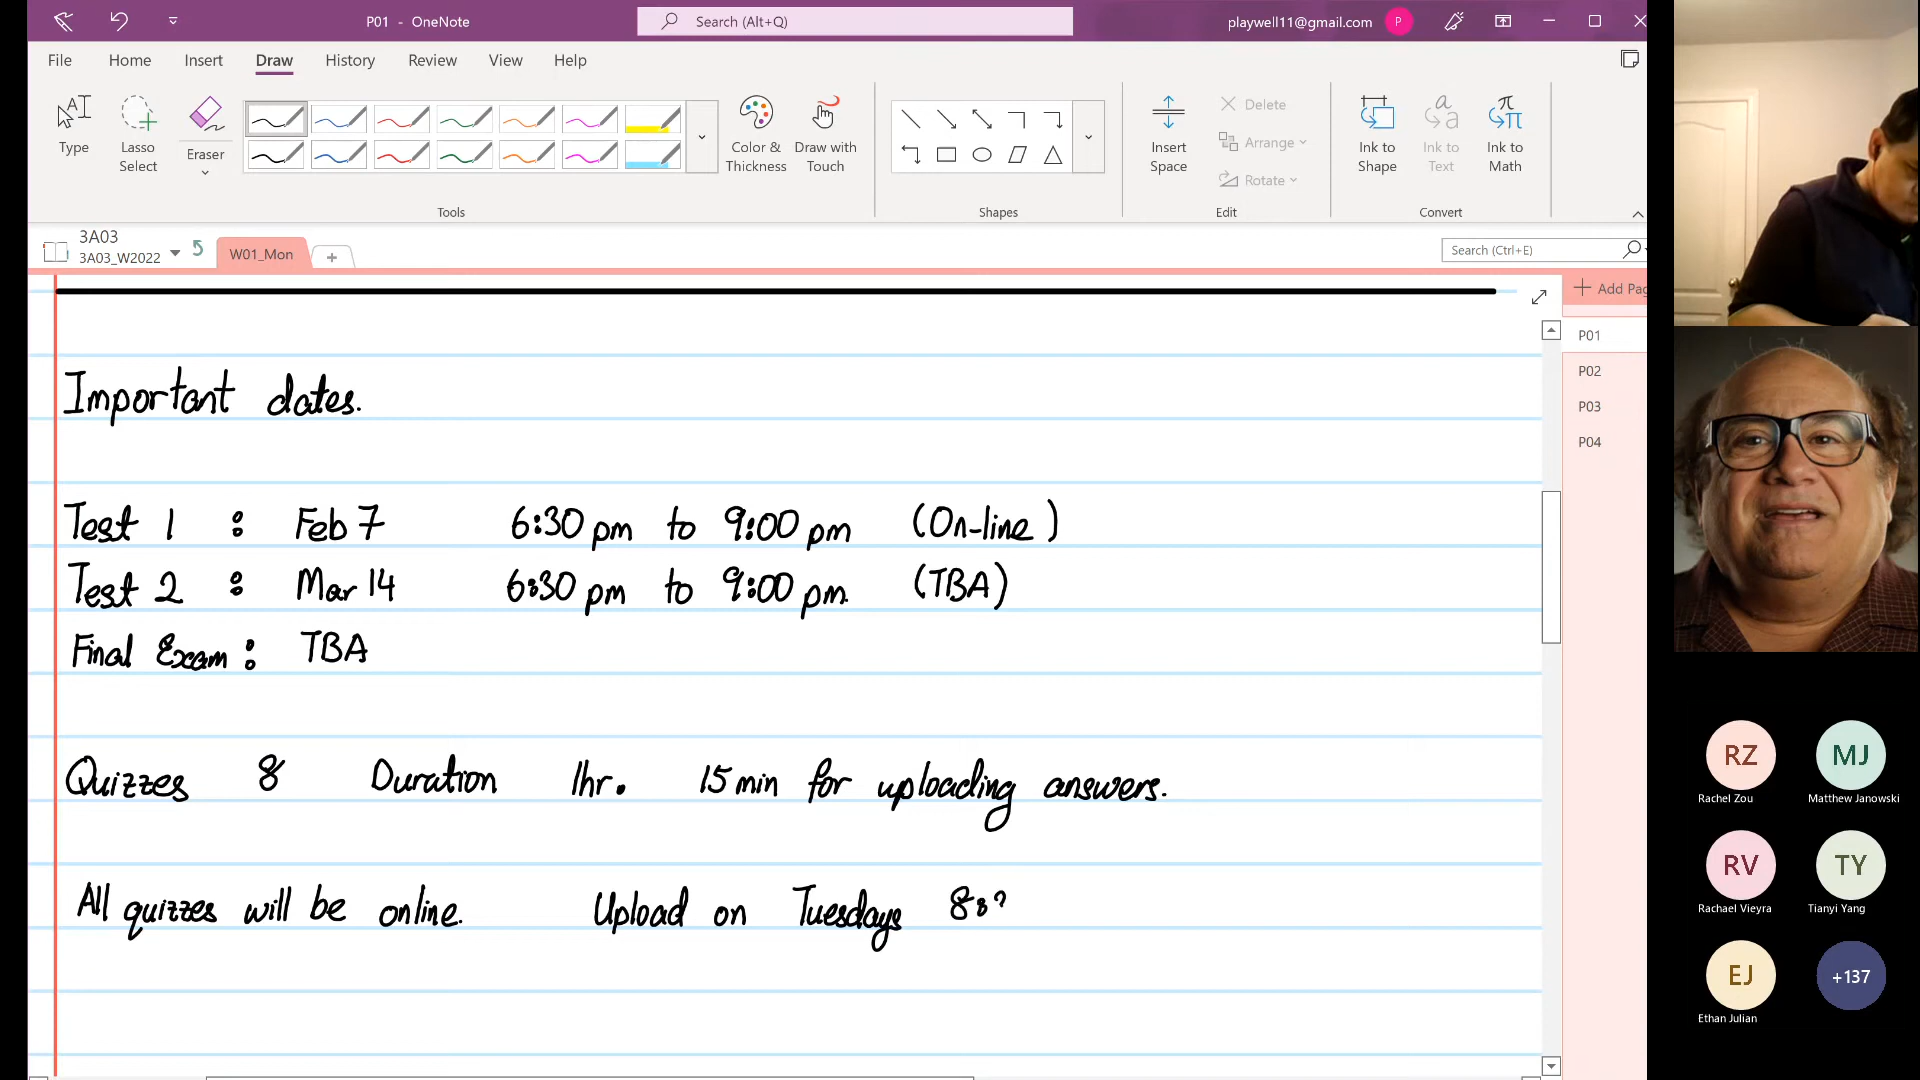 P01 - OneNote
Search (Alt+Q)
playwell11@gmail.com
P
File
Home
Insert
Draw
History
Review
View
Help
Type
Lasso Select
Eraser
Color & Thickness
Draw with Touch
Insert Space
Delete
Arrange
Rotate
Ink to Shape
Ink to Text
Ink to Math
Tools
Shapes
Edit
Convert
3A03
3A03_W2022
W01_Mon
Search (Ctrl+E)
Add Pag
P01
P02
P03
P04
Important dates.
Test 1 : Feb 7 6:30 pm to 9:00 pm (On-line)
Test 2 : Mar 14 6:30 pm to 9:00 pm. (TBA)
Final Exam : TBA
Quizzes 8 Duration 1hr. 15 min for uploading answers.
All quizzes will be online. Upload on Tuesdays 8:
RZ
Rachel Zou
MJ
Matthew Janowski
RV
Rachael Vieyra
TY
Tianyi Yang
EJ
Ethan Julian
+137